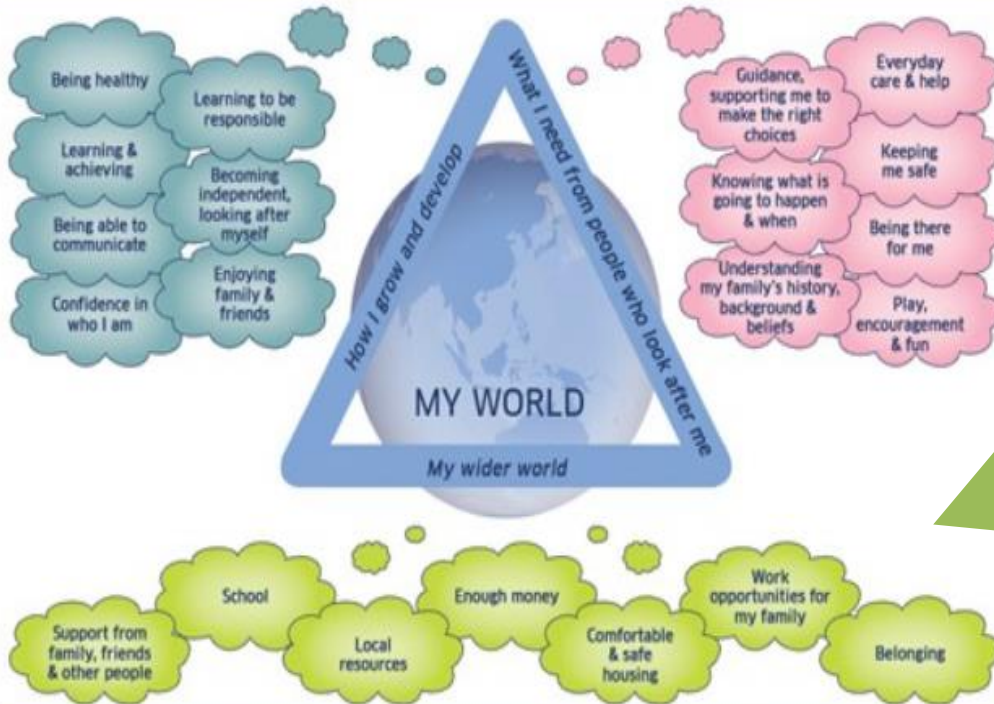 Being healthy
Learning to be
responsible
Learning &
achieving
Becoming
independent,
looking after
myself
Being able to
communicate
Enjoying
family &
friends
Confidence in
who I am
How I grow and develop
What I need from people who look after me
MY WORLD
My wider world
Guidance,
supporting me to
make the right
choices
Everyday
care & help
Knowing what is
going to happen
& when
Keeping
me safe
Being there
for me
Understanding
my family's history,
background &
beliefs
Play,
encouragement
& fun
Support from
family, friends
& other people
School
Local
resources
Enough money
Comfortable
& safe
housing
Work
opportunities for
my family
Belonging